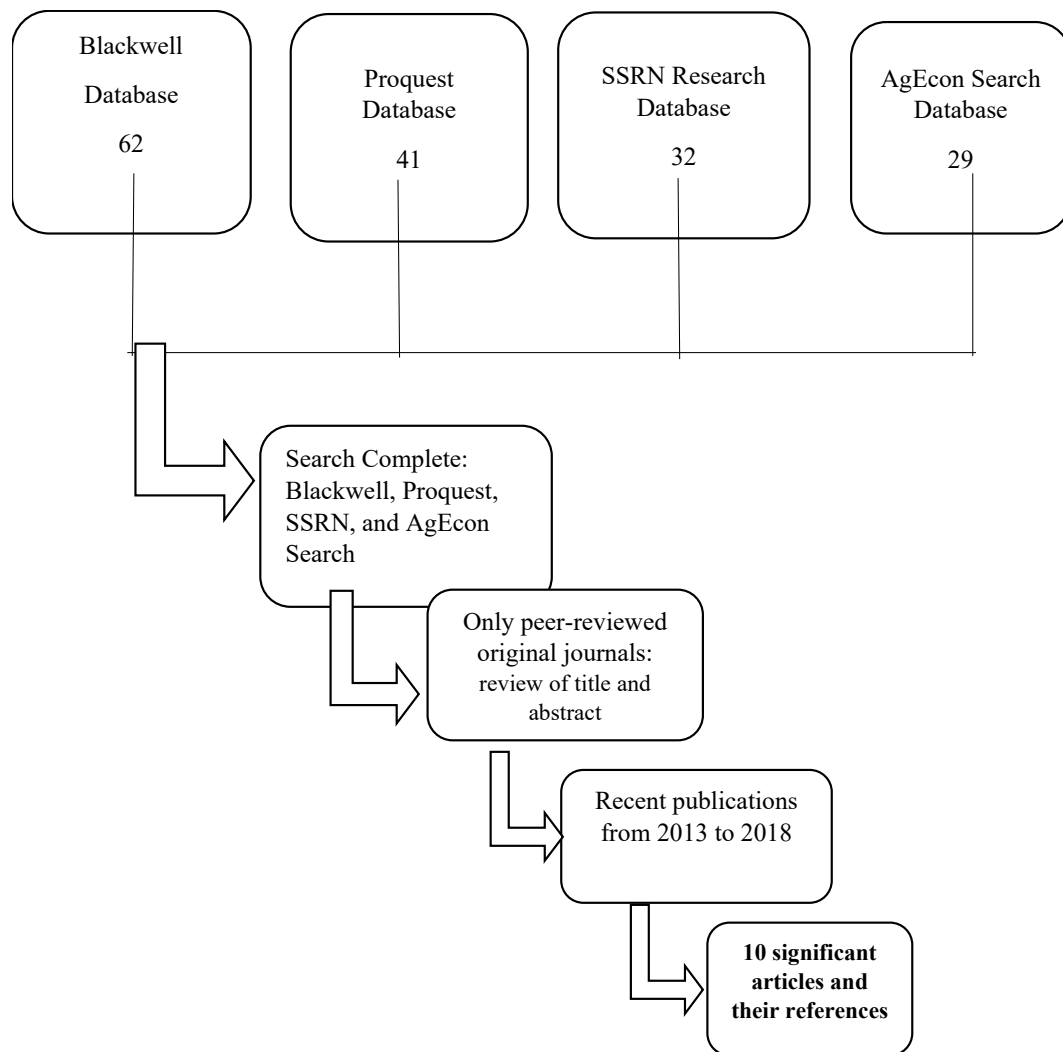 Blackwell
Database
62
Proquest
Database
41
SSRN Research
Database
32
AgEcon Search
Database
29
Search Complete:
Blackwell, Proquest,
SSRN, and AgEcon
Search
Only peer-reviewed
original journals:
review of title and
abstract
Recent publications
from 2013 to 2018
10 significant
articles and
their references